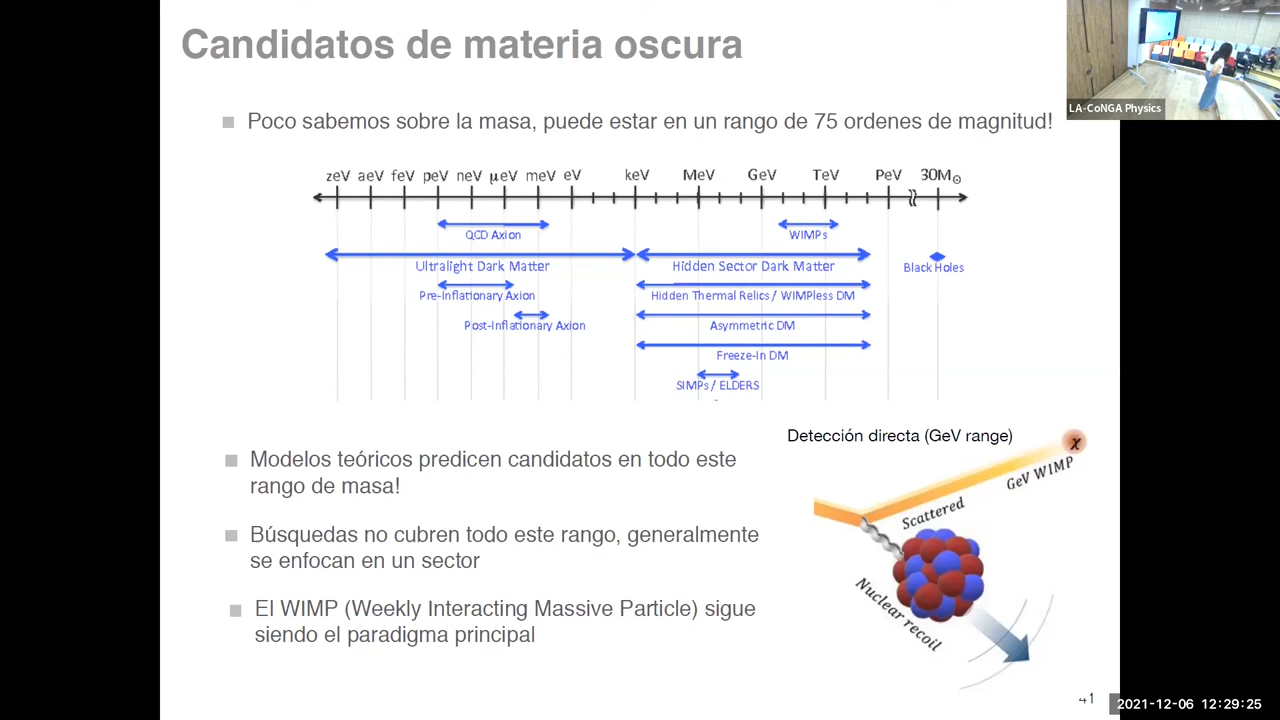 Candidatos de materia oscura
LA-CoNGA Physics
Poco sabemos sobre la masa, puede estar en un rango de 75 ordenes de magnitud!
zeV aeV feV peV neV μeV meV eV keV MeV GeV TeV PeV 30M☉
QCD Axion
WIMPs
Ultralight Dark Matter
Hidden Sector Dark Matter
Black Holes
Pre-Inflationary Axion
Hidden Thermal Relics / WIMPless DM
Post-Inflationary Axion
Asymmetric DM
Freeze-In DM
SIMPs / ELDERS
Detección directa (GeV range)
χ
GeV WIMP
Scattered
Nuclear recoil
Modelos teóricos predicen candidatos en todo este
rango de masa!
Búsquedas no cubren todo este rango, generalmente
se enfocan en un sector
El WIMP (Weekly Interacting Massive Particle) sigue
siendo el paradigma principal
41
2021-12-06 12:29:25